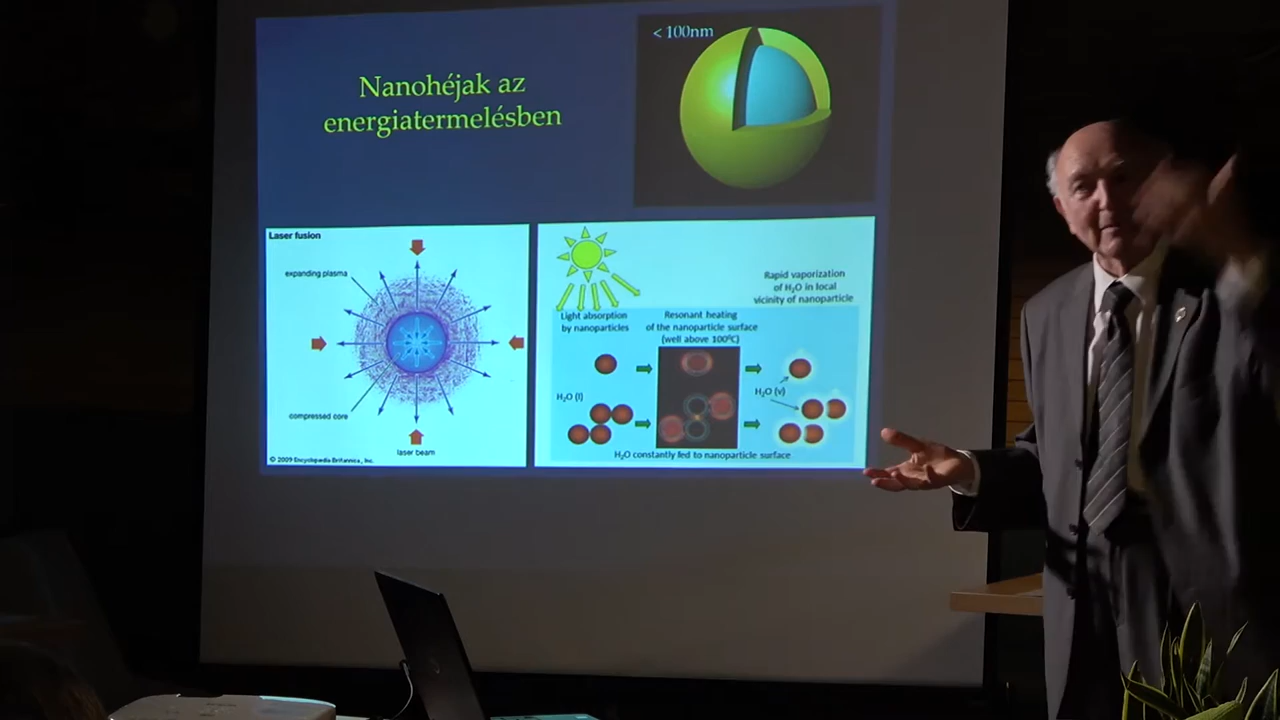 Nanohéjak az
energiatermelésben
< 100nm
Laser fusion
expanding plasma
compressed core
laser beam
© 2009 Encyclopædia Britannica, Inc.
Light absorption
by nanoparticles
Resonant heating
of the nanoparticle surface
(well above 100⁰C)
Rapid vaporization
of H₂O in local
vicinity of nanoparticle
H₂O (l)
H₂O (v)
H₂O constantly fed to nanoparticle surface